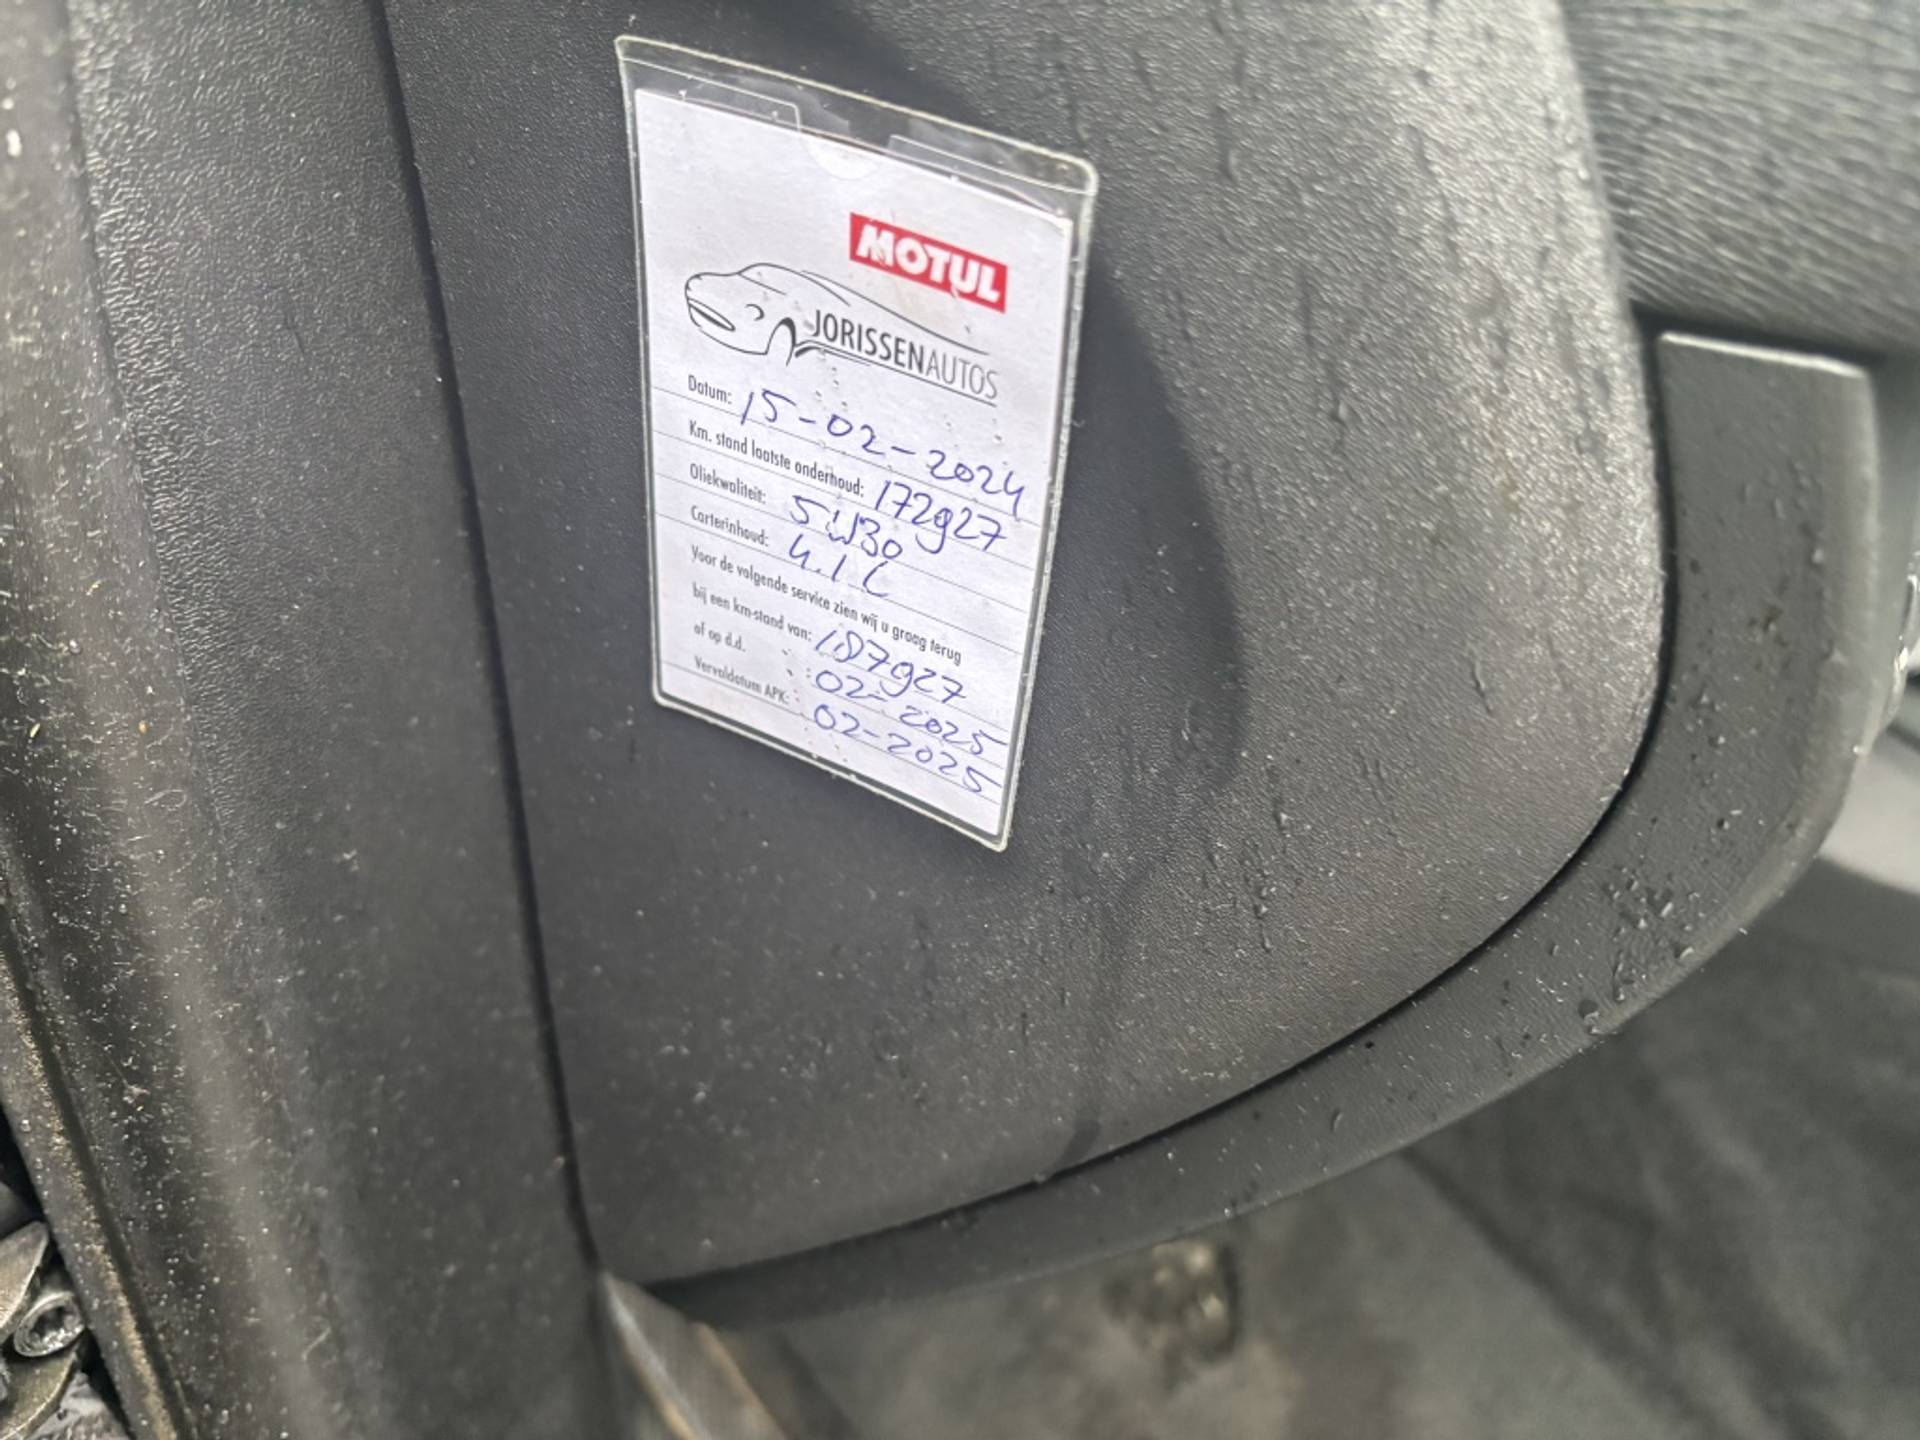 MOTUL
JORISSENAUTOS
Datum: 15-02-2024
Km. stand laatste onderhoud: 172927
Oliekwaliteit: 5W30
Carterinhoud: 4.1 L
Voor de volgende service zien wij u graag terug
bij een km-stand van: 187927
of op d.d. : 02-2025
Vervaldatum APK: 02-2025